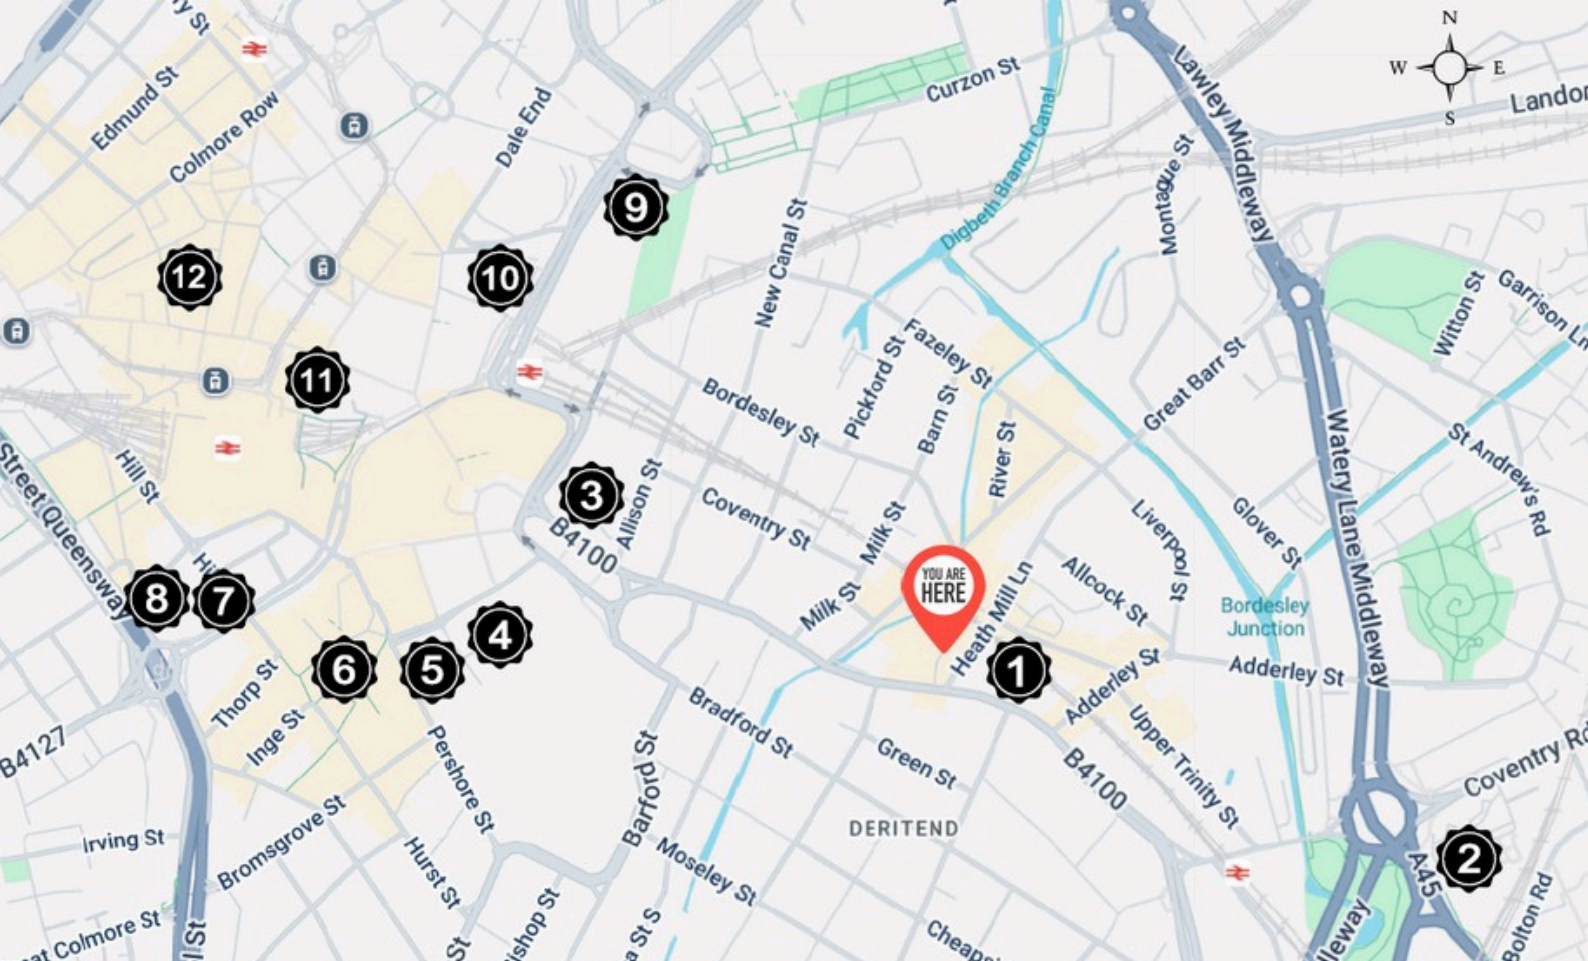 N
W E
S
Edmund St
Colmore Row
Dale End
Curzon St
Lawley Middleway
Montague St
Digbeth Branch Canal
New Canal St
9
12
10
11
Fazeley St
Pickford St
Barn St
River St
Great Barr St
Witton St
Garrison Ln
Bordesley St
Watery Lane Middleway
St Andrew's Rd
Street Queensway
Hill St
3
Allison St
B4100
Coventry St
Milk St
Milk St
YOU ARE
HERE
Heath Mill Ln
Allcock St
Liverpool St
Glover St
Bordesley
Junction
8
7
6
5
4
1
Adderley St
Adderley St
Thorp St
Inge St
B4127
Pershore St
Barford St
Bradford St
Green St
B4100
Upper Trinity St
Coventry Rd
DERITEND
Irving St
Bromsgrove St
Hurst St
Moseley St
A45
2
Bolton Rd